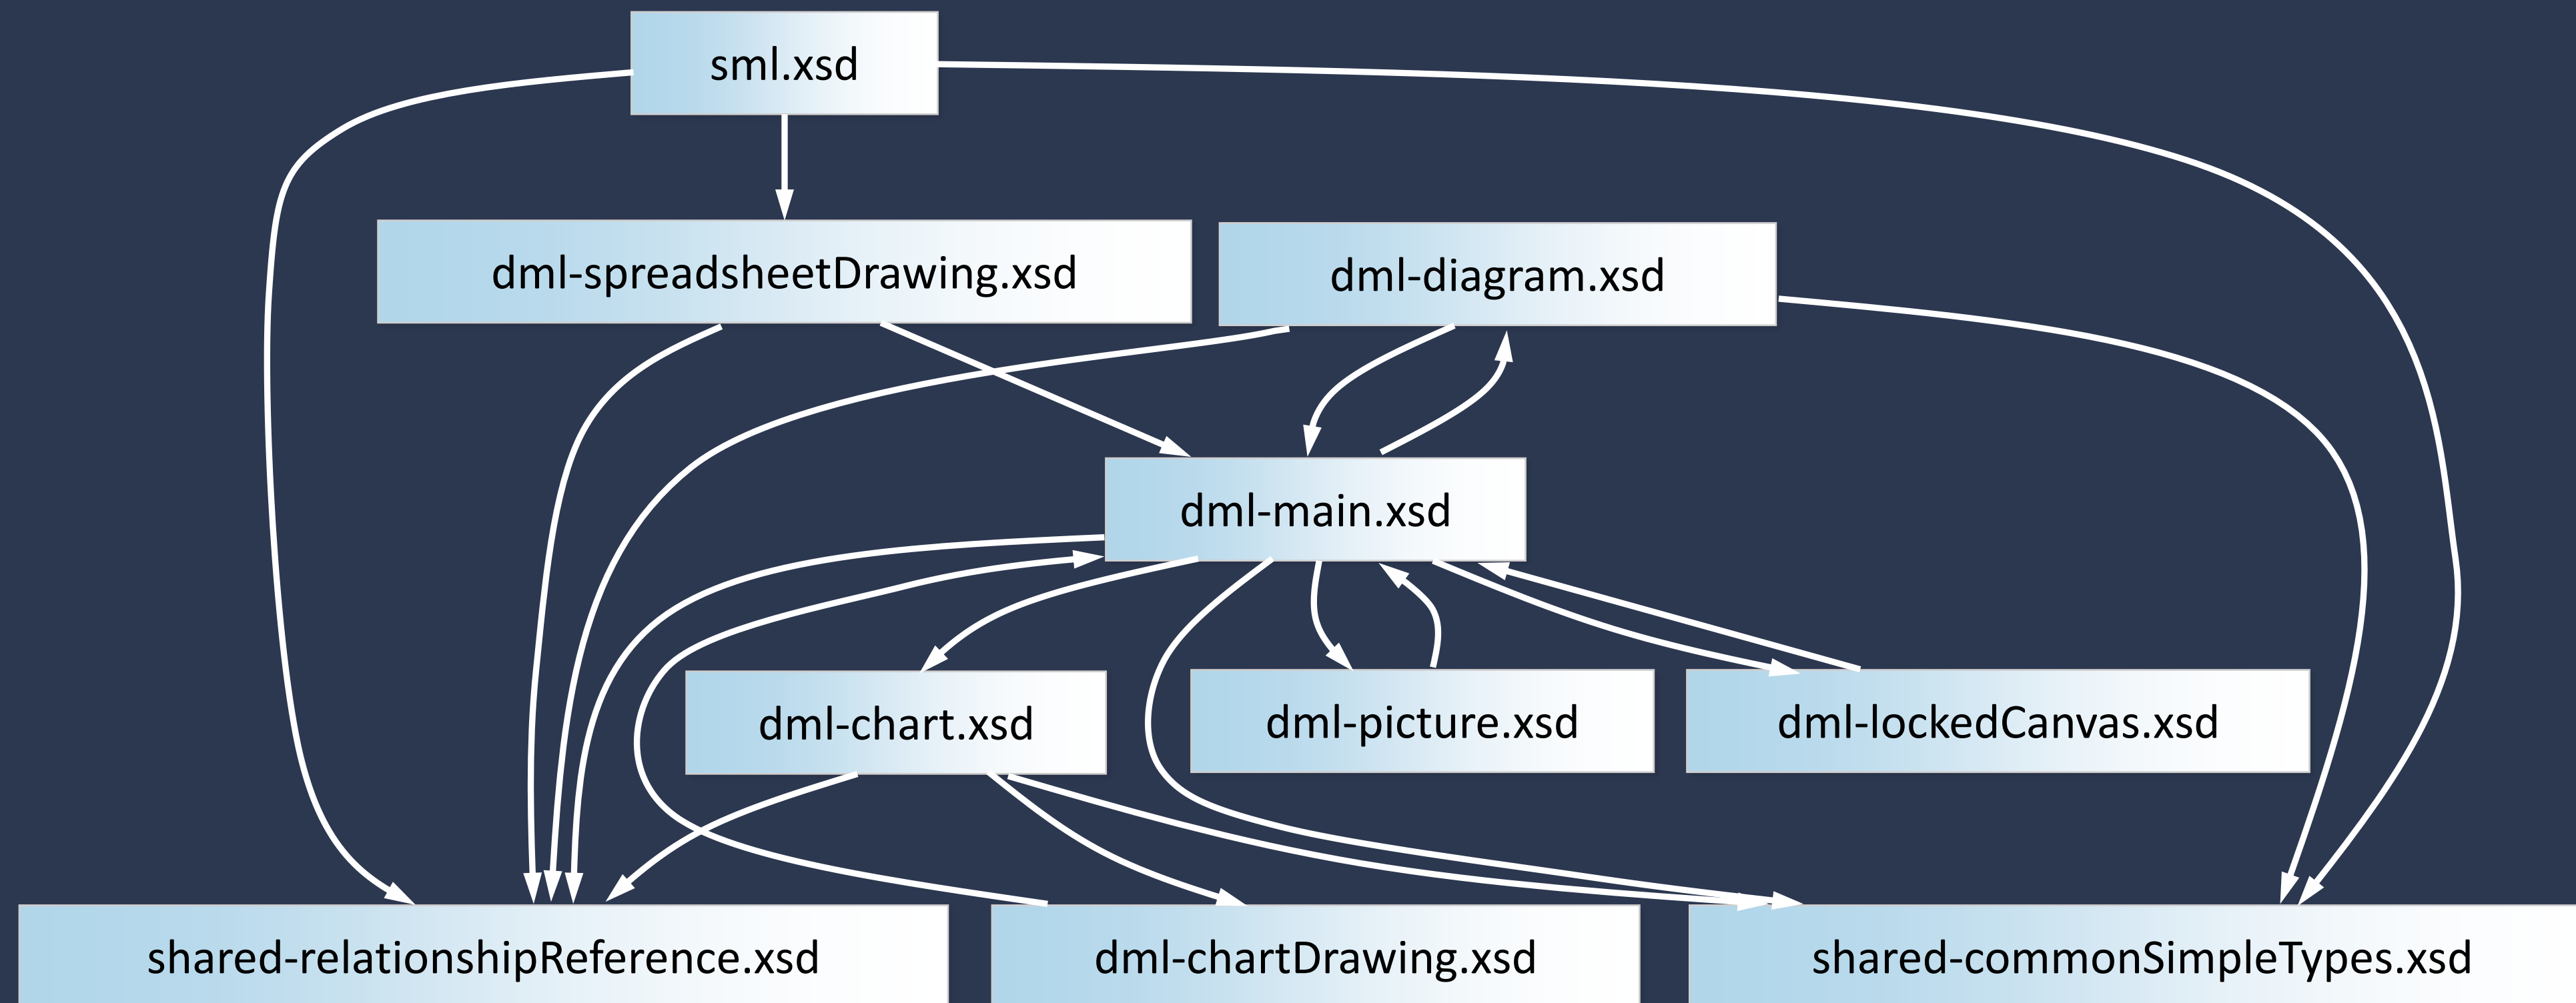 sml.xsd
dml-spreadsheetDrawing.xsd
dml-diagram.xsd
dml-main.xsd
dml-chart.xsd
dml-picture.xsd
dml-lockedCanvas.xsd
shared-relationshipReference.xsd
dml-chartDrawing.xsd
shared-commonSimpleTypes.xsd